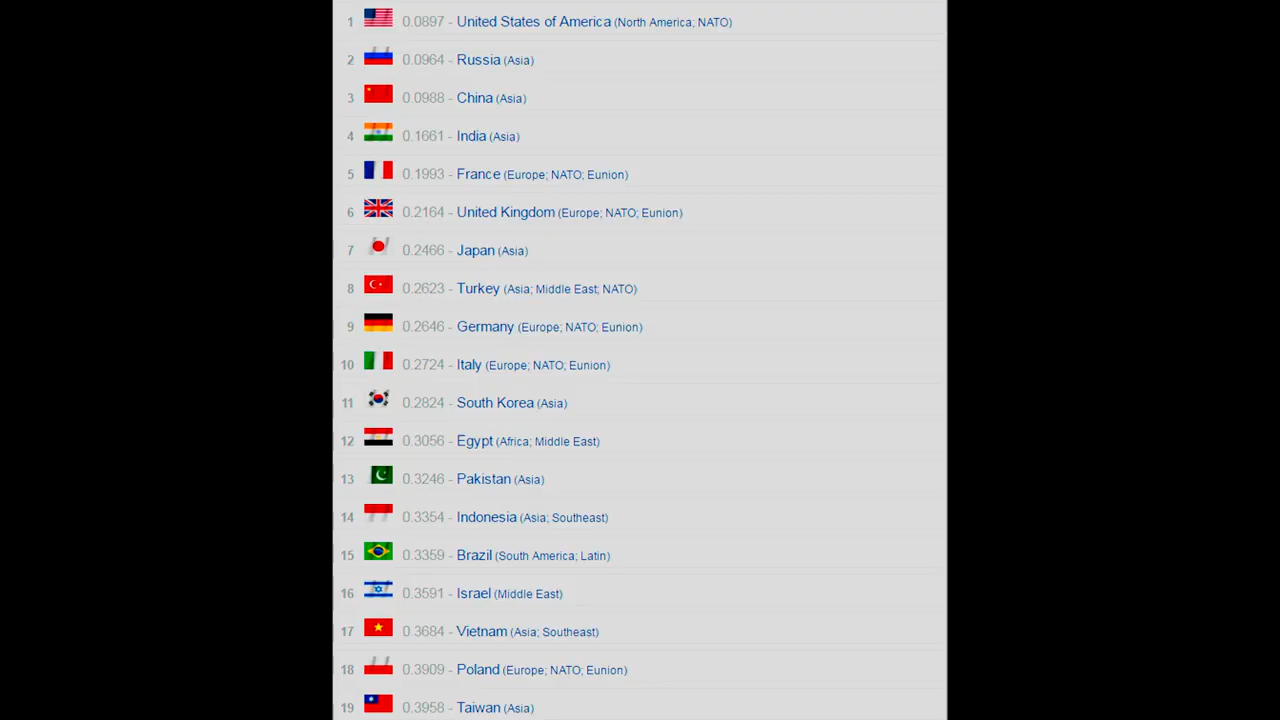 1 0.0897 - United States of America (North America; NATO)
2 0.0964 - Russia (Asia)
3 0.0988 - China (Asia)
4 0.1661 - India (Asia)
5 0.1993 - France (Europe; NATO; Eunion)
6 0.2164 - United Kingdom (Europe; NATO; Eunion)
7 0.2466 - Japan (Asia)
8 0.2623 - Turkey (Asia; Middle East; NATO)
9 0.2646 - Germany (Europe; NATO; Eunion)
10 0.2724 - Italy (Europe; NATO; Eunion)
11 0.2824 - South Korea (Asia)
12 0.3056 - Egypt (Africa; Middle East)
13 0.3246 - Pakistan (Asia)
14 0.3354 - Indonesia (Asia; Southeast)
15 0.3359 - Brazil (South America; Latin)
16 0.3591 - Israel (Middle East)
17 0.3684 - Vietnam (Asia; Southeast)
18 0.3909 - Poland (Europe; NATO; Eunion)
19 0.3958 - Taiwan (Asia)